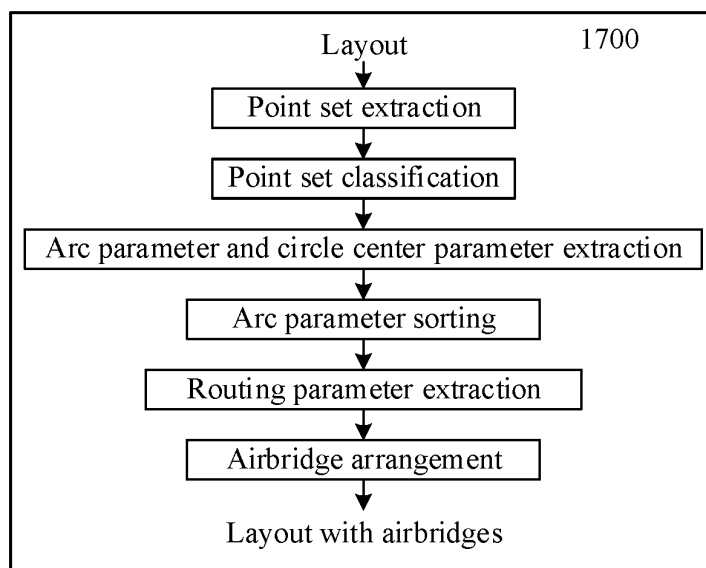 1700
Layout
Point set extraction
Point set classification
Arc parameter and circle center parameter extraction
Arc parameter sorting
Routing parameter extraction
Airbridge arrangement
Layout with airbridges